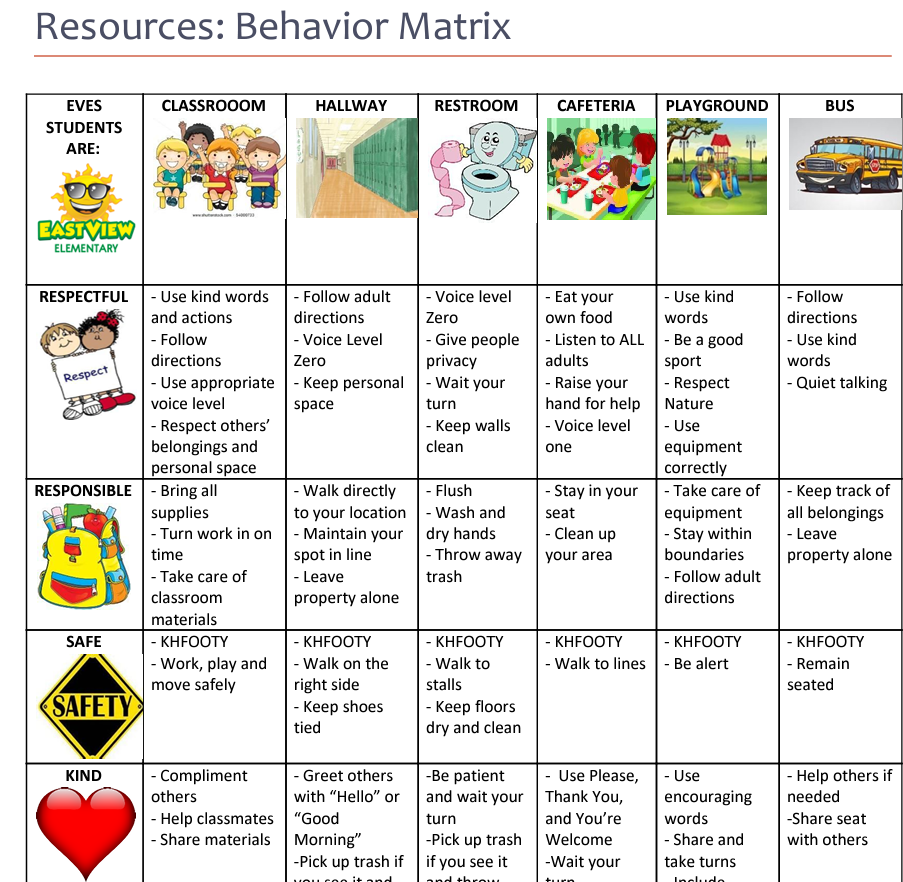 Resources: Behavior Matrix
EVES
STUDENTS
ARE:
EASTVIEW
ELEMENTARY
CLASSROOOM
www.shutterstock.com
HALLWAY
RESTROOM
CAFETERIA
PLAYGROUND
BUS
RESPECTFUL
Respect
- Use kind words
and actions
- Follow
directions
- Use appropriate
voice level
- Respect others’
belongings and
personal space
- Follow adult
directions
- Voice Level
Zero
- Keep personal
space
- Voice level
Zero
- Give people
privacy
- Wait your
turn
- Keep walls
clean
- Eat your
own food
- Listen to ALL
adults
- Raise your
hand for help
- Voice level
one
- Use kind
words
- Be a good
sport
- Respect
Nature
- Use
equipment
correctly
- Follow
directions
- Use kind
words
- Quiet talking
RESPONSIBLE
- Bring all
supplies
- Turn work in on
time
- Take care of
classroom
materials
- Walk directly
to your location
- Maintain your
spot in line
- Leave
property alone
- Flush
- Wash and
dry hands
- Throw away
trash
- Stay in your
seat
- Clean up
your area
- Take care of
equipment
- Stay within
boundaries
- Follow adult
directions
- Keep track of
all belongings
- Leave
property alone
SAFE
SAFETY
- KHFOOTY
- Work, play and
move safely
- KHFOOTY
- Walk on the
right side
- Keep shoes
tied
- KHFOOTY
- Walk to
stalls
- Keep floors
dry and clean
- KHFOOTY
- Walk to lines
- KHFOOTY
- Be alert
- KHFOOTY
- Remain
seated
KIND
- Compliment
others
- Help classmates
- Share materials
- Greet others
with “Hello” or
“Good
Morning”
-Pick up trash if
you see it and
-Be patient
and wait your
turn
-Pick up trash
if you see it
and throw
- Use Please,
Thank You,
and You’re
Welcome
-Wait your
turn
- Use
encouraging
words
- Share and
take turns
- Include
- Help others if
needed
-Share seat
with others